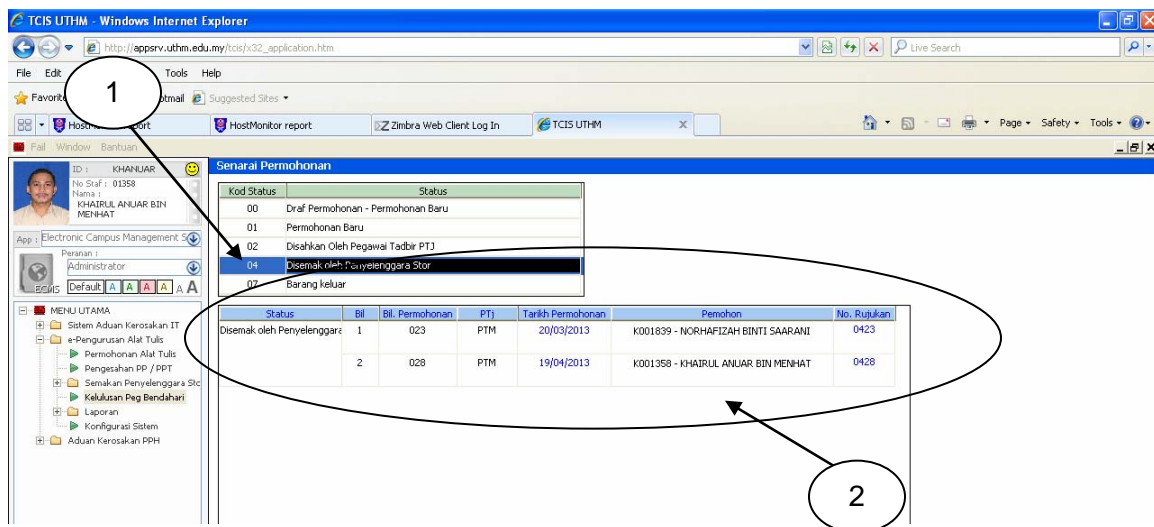 TCIS UTHM - Windows Internet Explorer
http://appsrv.uthm.edu.my/tcis/x32_application.htm
Live Search
File Edit Tools Help
Suggested Sites
HostMonitor report Zimbra Web Client Log In TCIS UTHM Page Safety Tools
Fail Window Bantuan
1
ID : KHANUAR
No Staf : 01358
Nama :
KHAIRUL ANUAR BIN
MENHAT
App : Electronic Campus Management S
Peranan :
Administrator
ECMIS Default A A A A A A
MENU UTAMA
Sistem Aduan Kerosakan IT
e-Pengurusan Alat Tulis
Permohonan Alat Tulis
Pengesahan PP / PPT
Semakan Penyelenggara Stc
Kelulusan Peg Bendahari
Laporan
Konfigurasi Sistem
Aduan Kerosakan PPH
Senarai Permohonan
Kod Status Status
00 Draf Permohonan - Permohonan Baru
01 Permohonan Baru
02 Disahkan Oleh Pegawai Tadbir PTJ
04 Disemak oleh Penyelenggara Stor
07 Barang keluar
Status Bil Bil. Permohonan PTj Tarikh Permohonan Pemohon No. Rujukan
Disemak oleh Penyelenggara 1 023 PTM 20/03/2013 K001839 - NORHAFIZAH BINTI SAARANI 0423
2 028 PTM 19/04/2013 K001358 - KHAIRUL ANUAR BIN MENHAT 0428
2